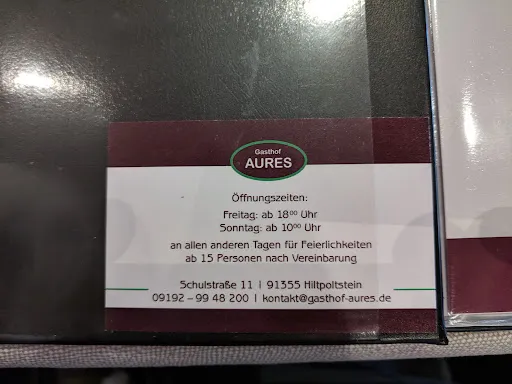 Gasthof
AURES
Öffnungszeiten:
Freitag: ab 18⁰⁰ Uhr
Sonntag: ab 10⁰⁰ Uhr
an allen anderen Tagen für Feierlichkeiten
ab 15 Personen nach Vereinbarung
Schulstraße 11 | 91355 Hiltpoltstein
09192 – 99 48 200 | kontakt@gasthof-aures.de